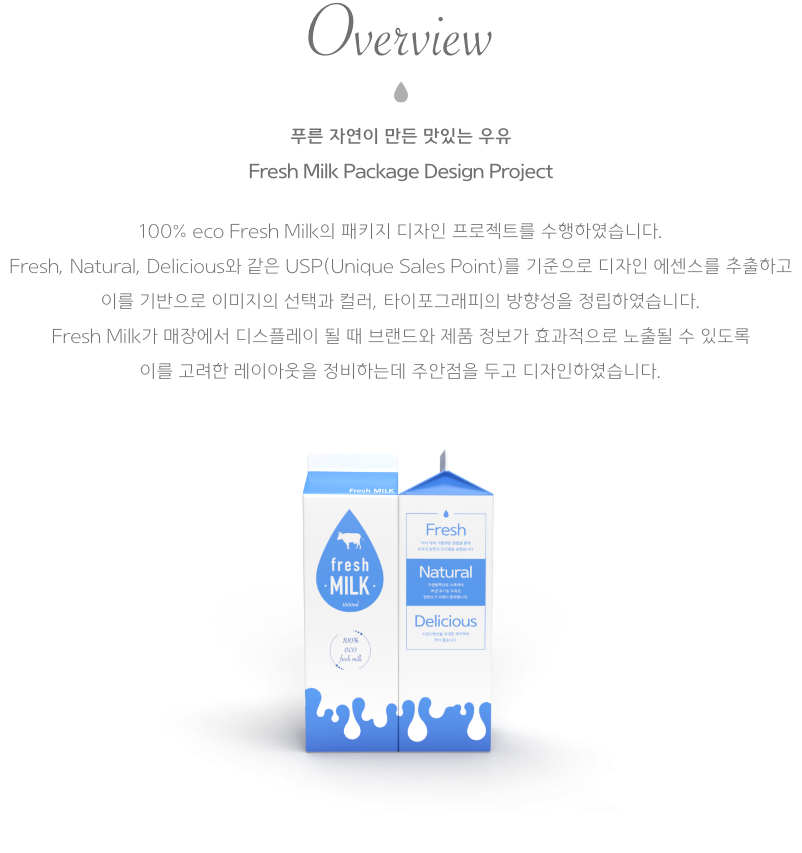 Overview
푸른 자연이 만든 맛있는 우유
Fresh Milk Package Design Project
100% eco Fresh Milk의 패키지 디자인 프로젝트를 수행하였습니다.
Fresh, Natural, Delicious와 같은 USP(Unique Sales Point)를 기준으로 디자인 에센스를 추출하고
이를 기반으로 이미지의 선택과 컬러, 타이포그래피의 방향성을 정립하였습니다.
Fresh Milk가 매장에서 디스플레이 될 때 브랜드와 제품 정보가 효과적으로 노출될 수 있도록
이를 고려한 레이아웃을 정비하는데 주안점을 두고 디자인하였습니다.
Fresh MILK
fresh
· MILK ·
1000ml
100%
eco
fresh milk
Fresh
Natural
Delicious